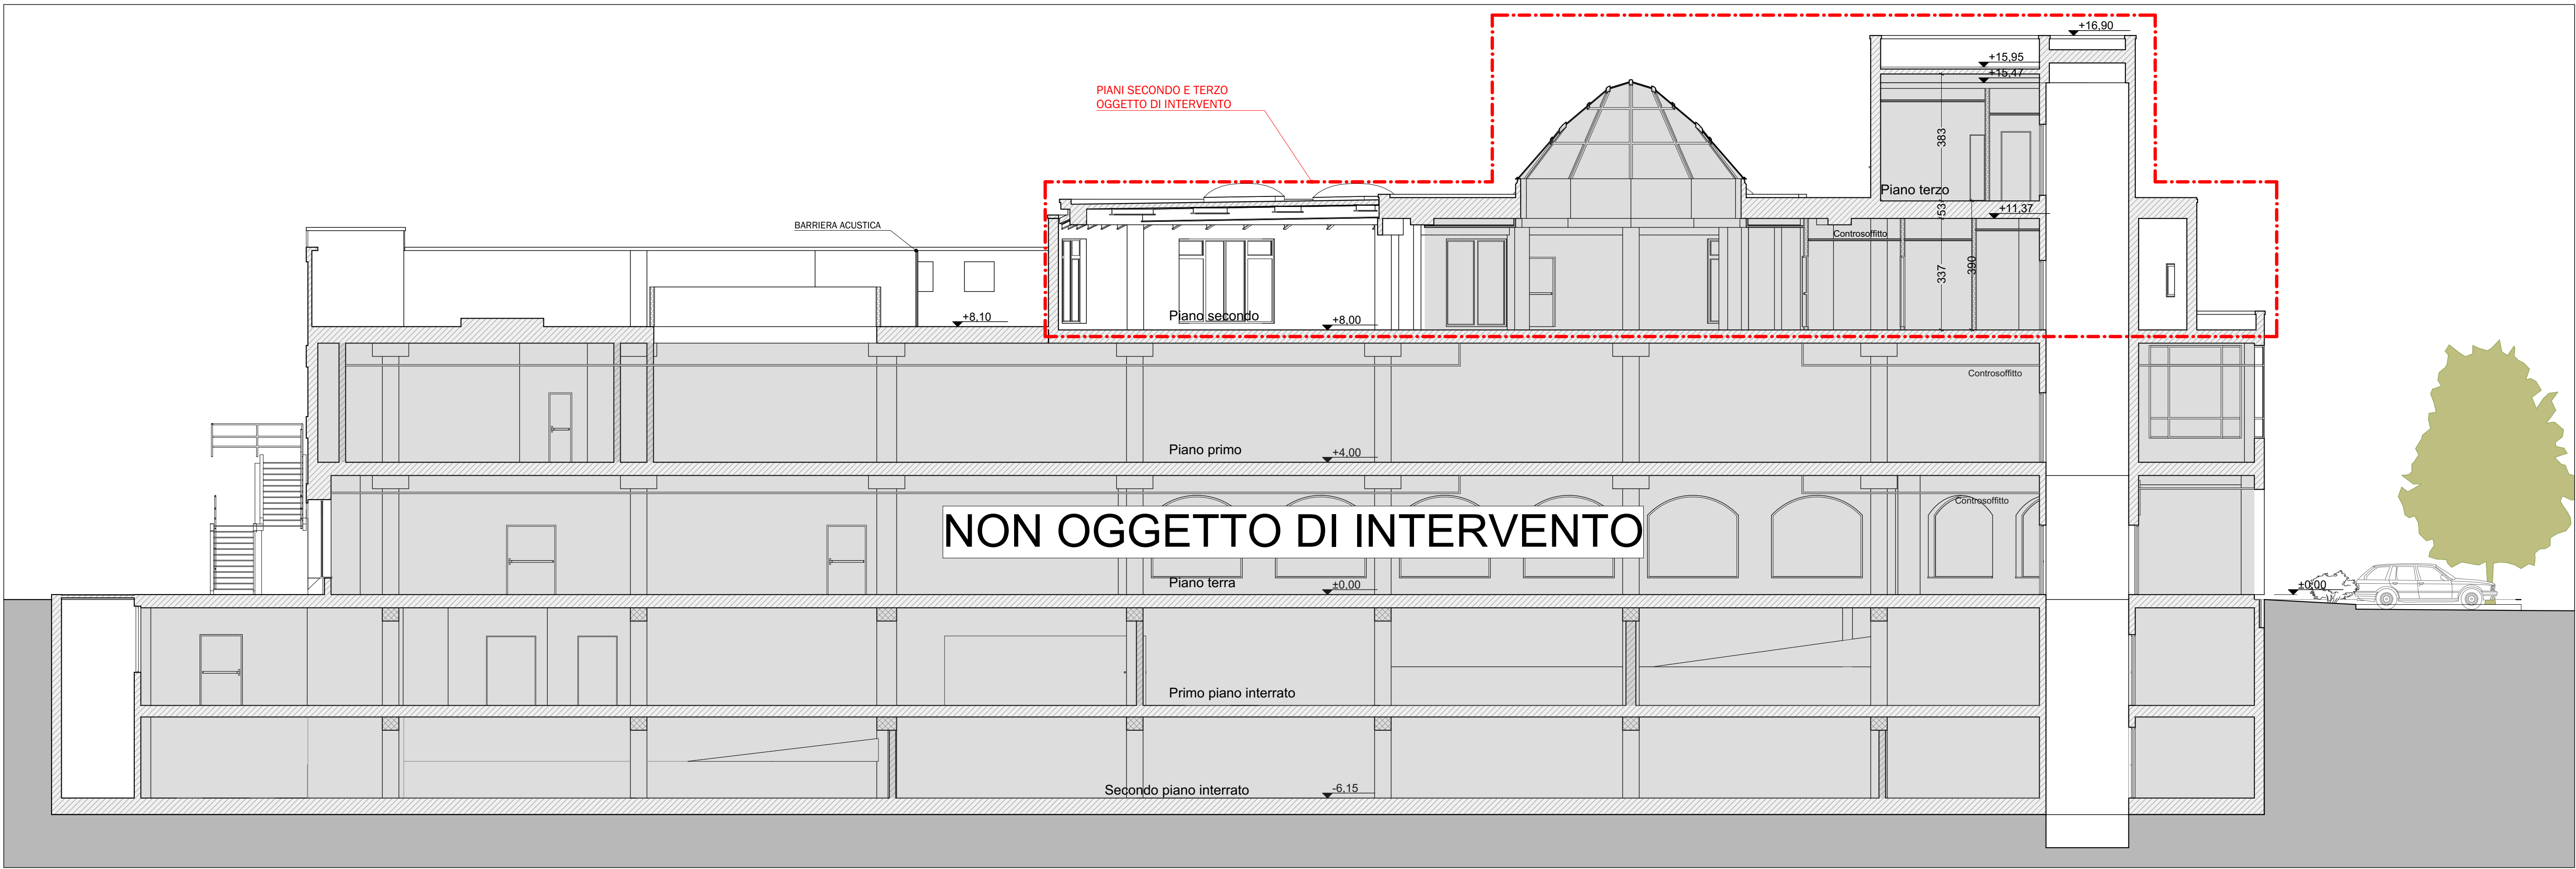 +16,90
+15,95
+15,47
PIANI SECONDO E TERZO
OGGETTO DI INTERVENTO
383
Piano terzo
53
+11,37
BARRIERA ACUSTICA
Controsoffitto
337
390
+8,10
Piano secondo
+8,00
Controsoffitto
Piano primo
+4,00
Controsoffitto
NON OGGETTO DI INTERVENTO
Piano terra
+0,00
+0,00
Primo piano interrato
Secondo piano interrato
-6,15